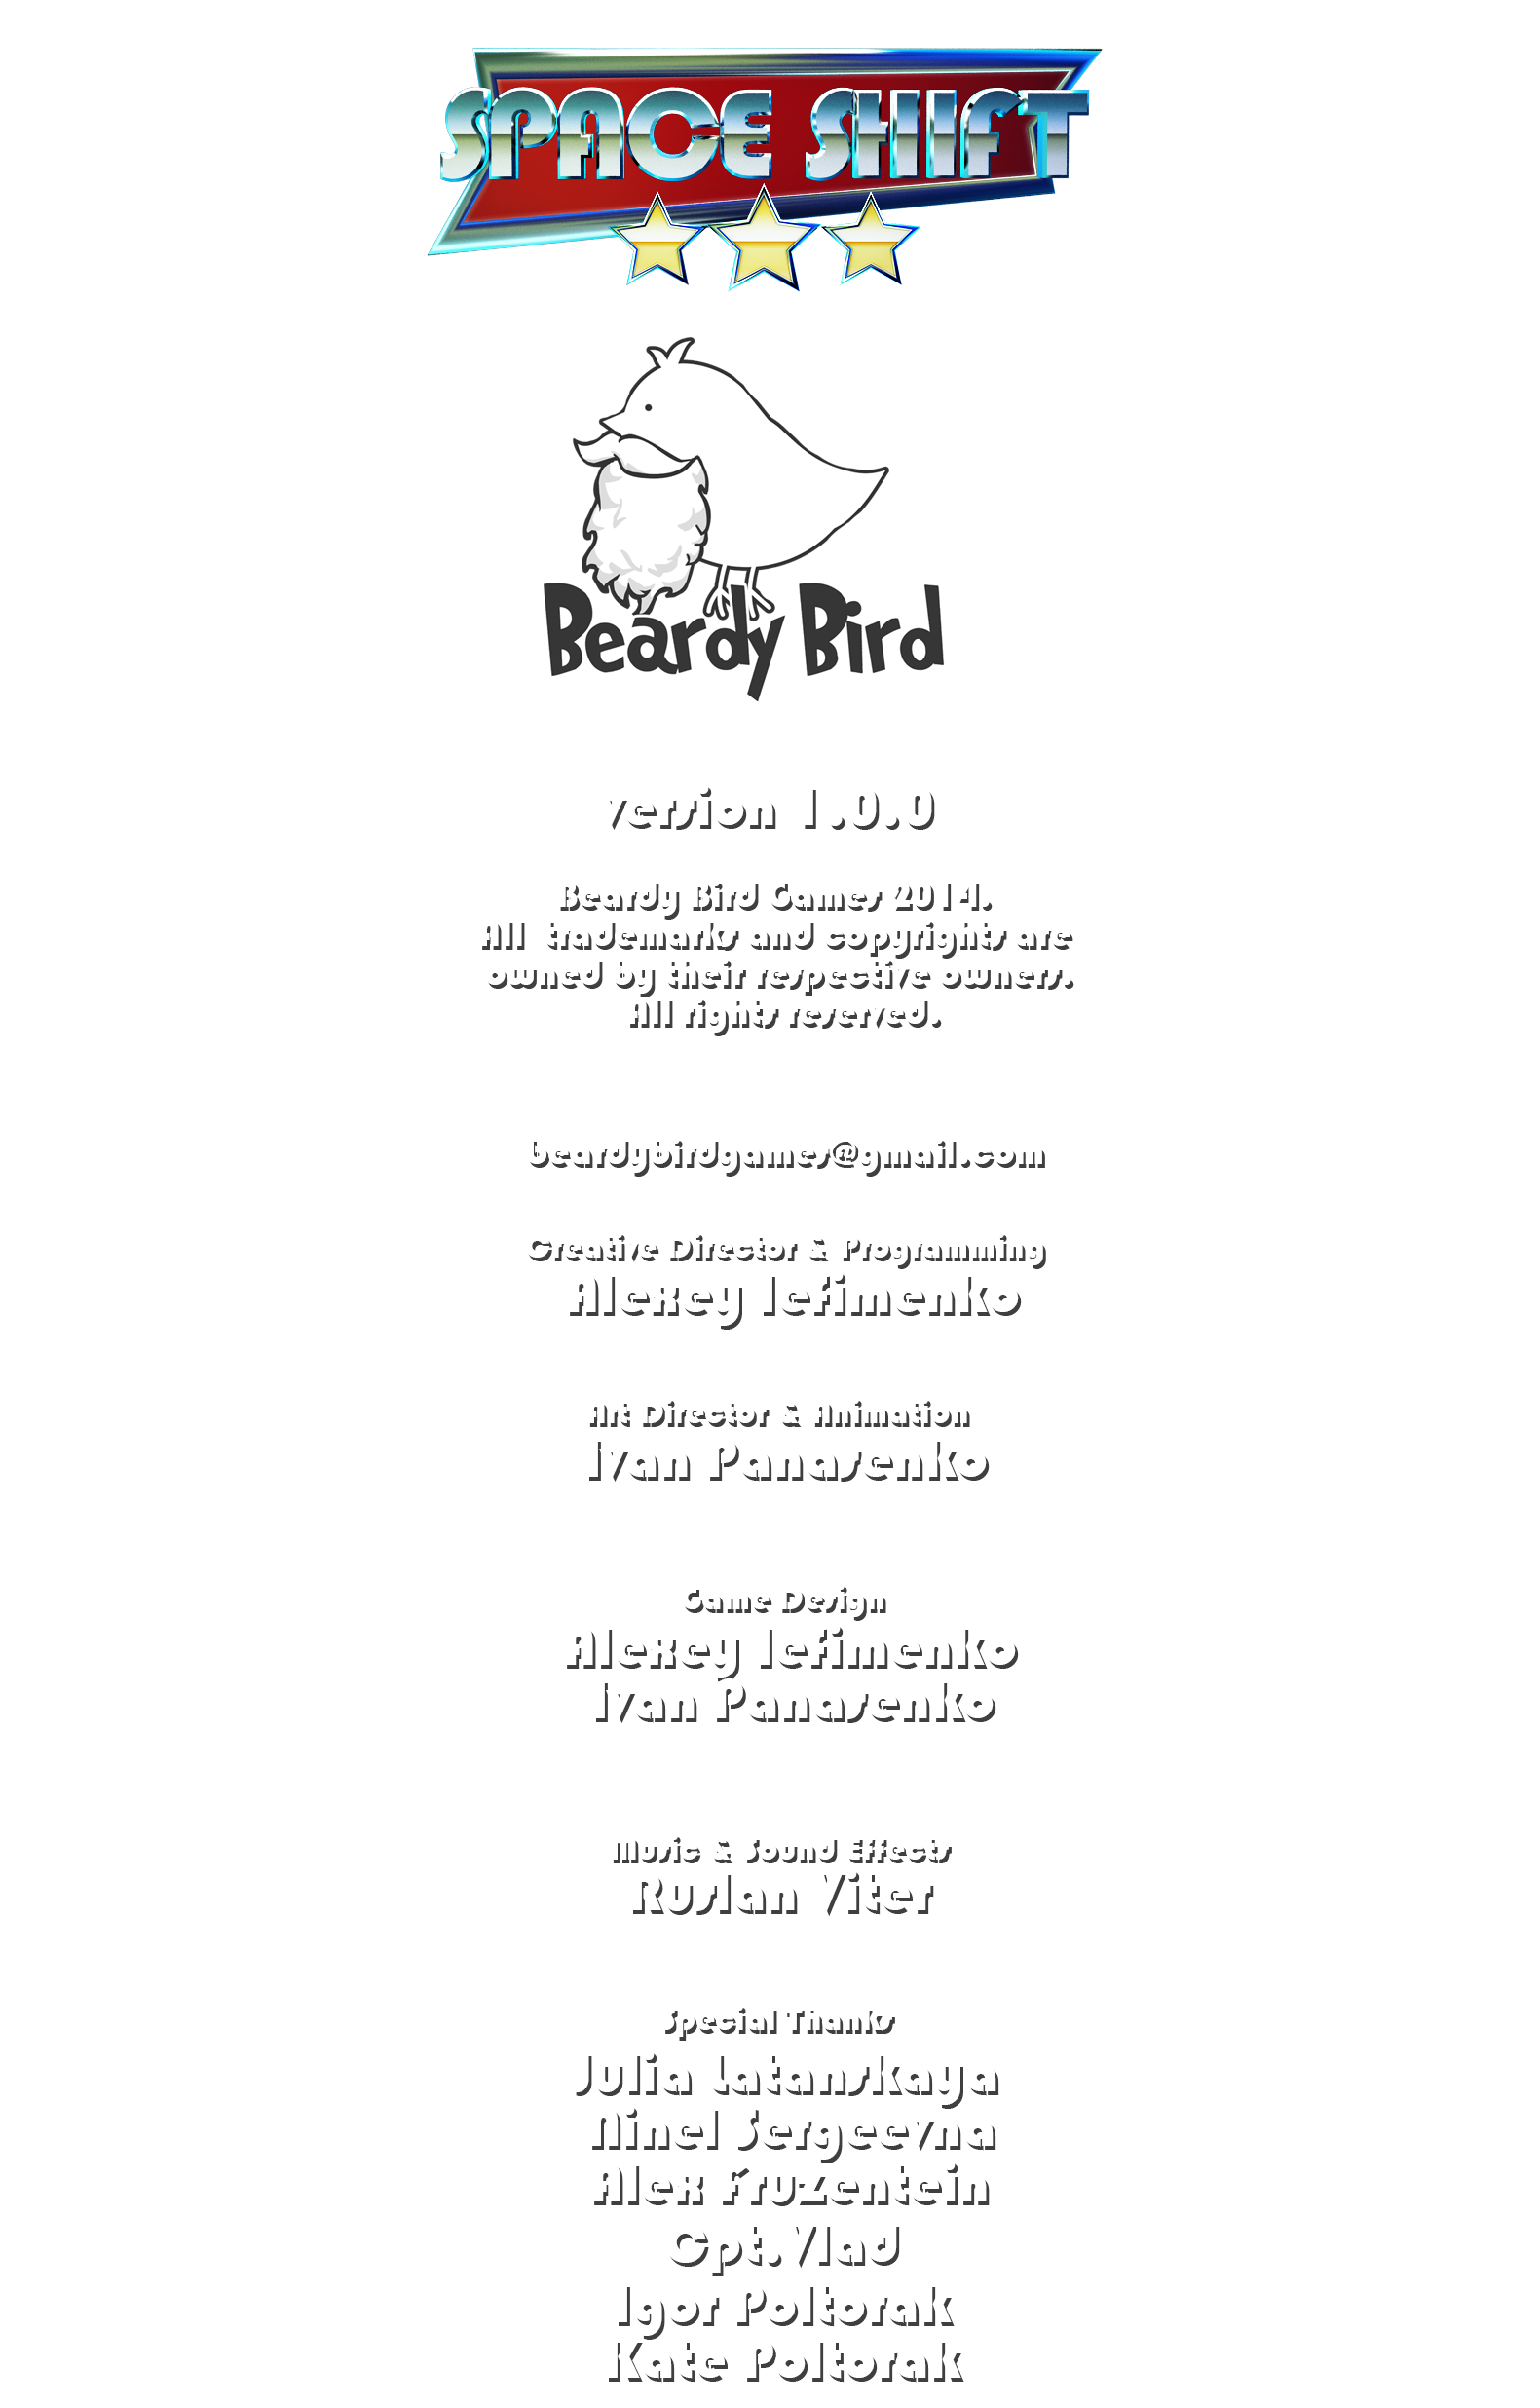 SPACE SHIFT
Beardy Bird
version 1.0.0
Beardy Bird Games 2014.
All trademarks and copyrights are
owned by their respective owners.
All rights reserved.
beardybirdgames@gmail.com
Creative Director & Programming
Alexey Iefimenko
Art Director & Animation
Ivan Panasenko
Game Design
Alexey Iefimenko
Ivan Panasenko
Music & Sound Effects
Ruslan Viter
Special Thanks
Julia Latanskaya
Ninel Sergeevna
Alex Fruzentein
Cpt. Vlad
Igor Poltorak
Kate Poltorak